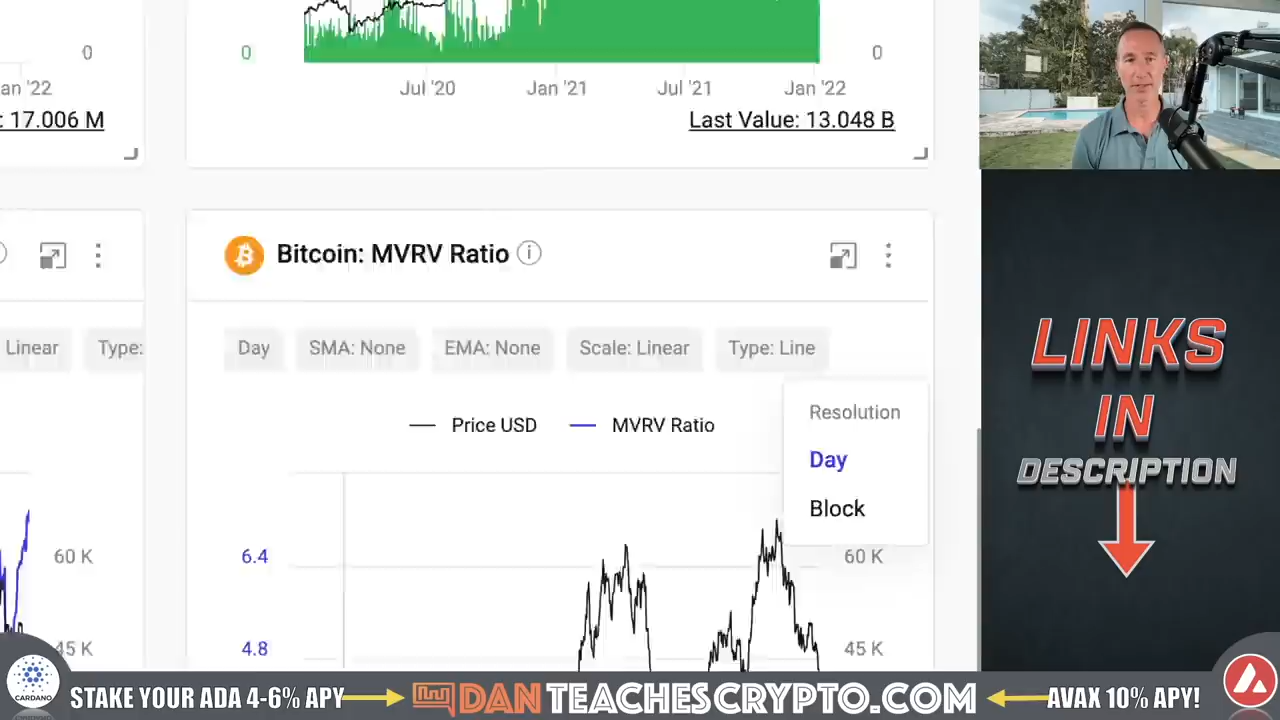 0
0
0
an '22
Jul '20
Jan '21
Jul '21
Jan '22
: 17.006 M
Last Value: 13.048 B
Bitcoin: MVRV Ratio
Linear
Type:
Day
SMA: None
EMA: None
Scale: Linear
Type: Line
Price USD
MVRV Ratio
Resolution
Day
Block
60 K
6.4
60 K
45 K
4.8
45 K
LINKS
IN
DESCRIPTION
CARDANO
STAKE YOUR ADA 4-6% APY
DANTEACHESCRYPTO.COM
AVAX 10% APY!